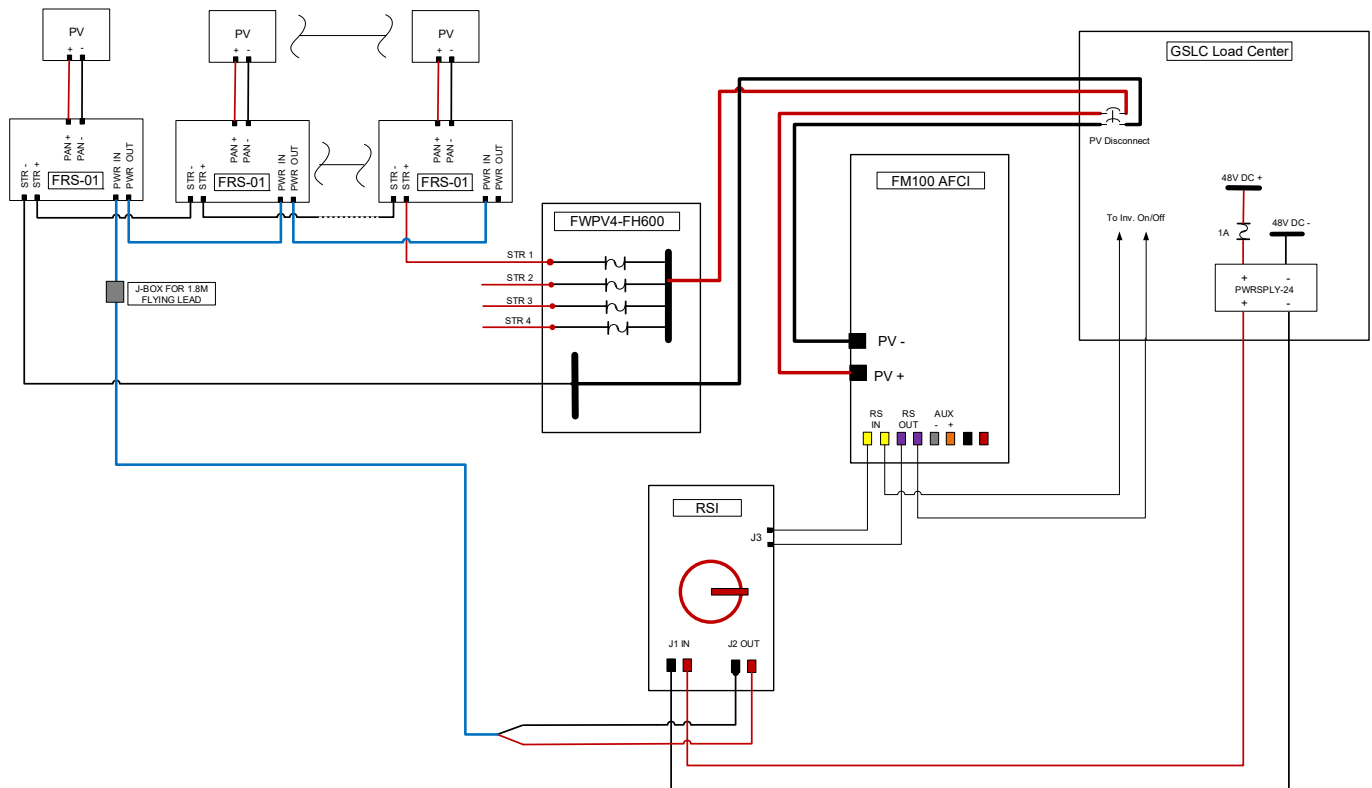 PV
+ -
PAN +
PAN -
STR -
STR +
PWR IN
PWR OUT
FRS-01
PV
+ -
PAN +
PAN -
STR -
STR +
PWR IN
PWR OUT
FRS-01
PV
+ -
PAN +
PAN -
STR -
STR +
PWR IN
PWR OUT
FRS-01
J-BOX FOR 1.8M
FLYING LEAD
FWPV4-FH600
STR 1
STR 2
STR 3
STR 4
FM100 AFCI
PV -
PV +
RS
IN
RS
OUT
AUX
- +
GSLC Load Center
PV Disconnect
To Inv. On/Off
48V DC +
1A
48V DC -
+ -
PWRSPLY-24
+ -
RSI
J3
J1 IN
J2 OUT